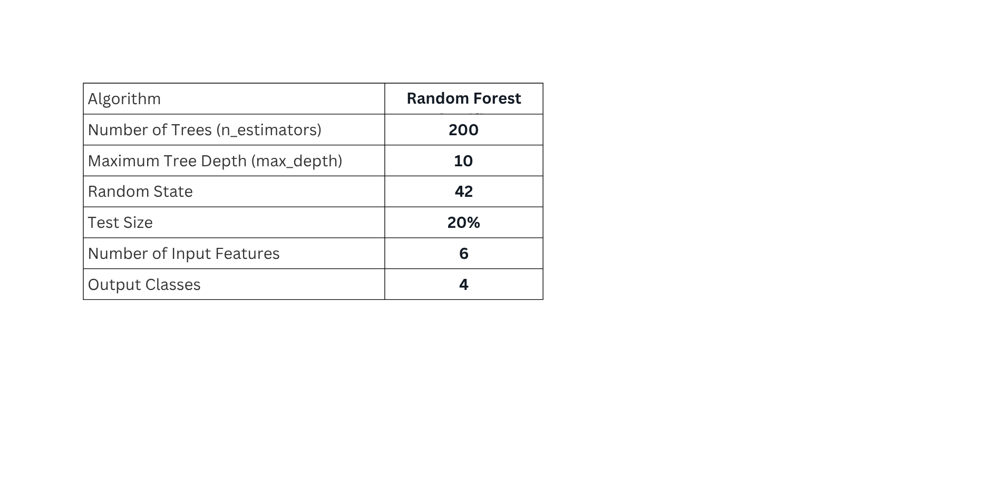 Algorithm Random Forest
Number of Trees (n_estimators) 200
Maximum Tree Depth (max_depth) 10
Random State 42
Test Size 20%
Number of Input Features 6
Output Classes 4